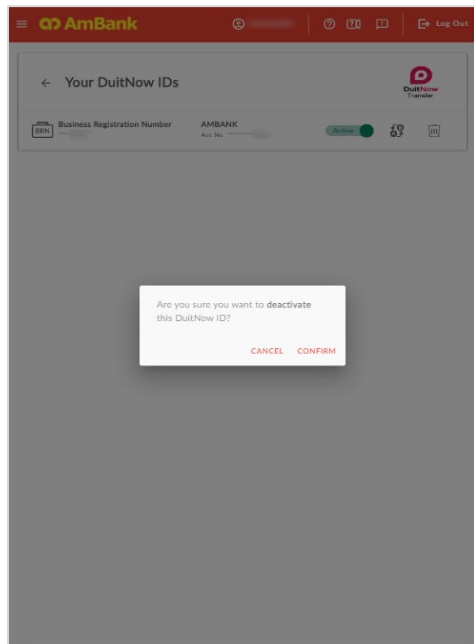 AmBank
Log Out
Your DuitNow IDs
DuitNow
Transfer
BRN
Business Registration Number
AMBANK
Acc No.
Active
Are you sure you want to deactivate
this DuitNow ID?
CANCEL CONFIRM